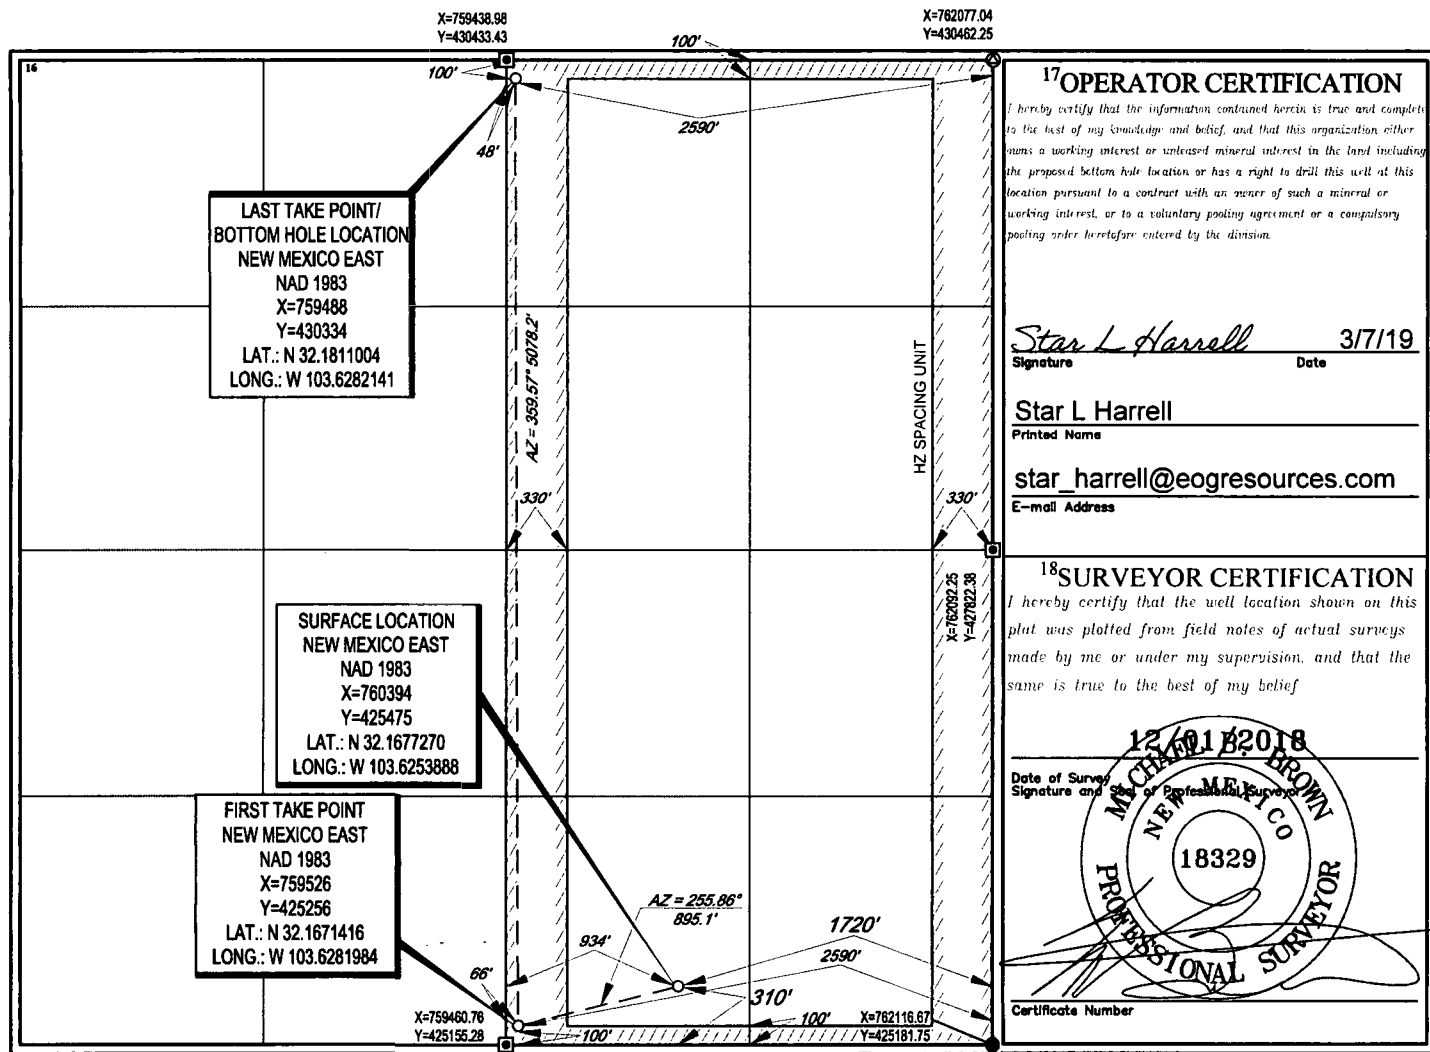 X=759438.98
Y=430433.43
X=762077.04
Y=430462.25
16
100'
100'
2590'
48'
LAST TAKE POINT/
BOTTOM HOLE LOCATION
NEW MEXICO EAST
NAD 1983
X=759488
Y=430334
LAT.: N 32.1811004
LONG.: W 103.6282141
AZ = 359.57° 5078.2'
HZ SPACING UNIT
330'
330'
X=762092.25
Y=427822.38
SURFACE LOCATION
NEW MEXICO EAST
NAD 1983
X=760394
Y=425475
LAT.: N 32.1677270
LONG.: W 103.6253888
FIRST TAKE POINT
NEW MEXICO EAST
NAD 1983
X=759526
Y=425256
LAT.: N 32.1671416
LONG.: W 103.6281984
AZ = 255.86°
895.1'
934'
1720'
2590'
66'
310'
X=759460.76
Y=425155.28
100'
100'
X=762116.67
Y=425181.75
17 OPERATOR CERTIFICATION
I hereby certify that the information contained herein is true and complete
to the best of my knowledge and belief, and that this organization either
owns a working interest or unleased mineral interest in the land including
the proposed bottom hole location or has a right to drill this well at this
location pursuant to a contract with an owner of such a mineral or
working interest, or to a voluntary pooling agreement or a compulsory
pooling order heretofore entered by the division.
Star L Harrell 3/7/19
Signature Date
Star L Harrell
Printed Name
star_harrell@eogresources.com
E-mail Address
18 SURVEYOR CERTIFICATION
I hereby certify that the well location shown on this
plat was plotted from field notes of actual surveys
made by me or under my supervision, and that the
same is true to the best of my belief
12/01/2018
Date of Survey
Signature and Seal of Professional Surveyor
MICHAEL B. BROWN
NEW MEXICO
18329
PROFESSIONAL SURVEYOR
Certificate Number